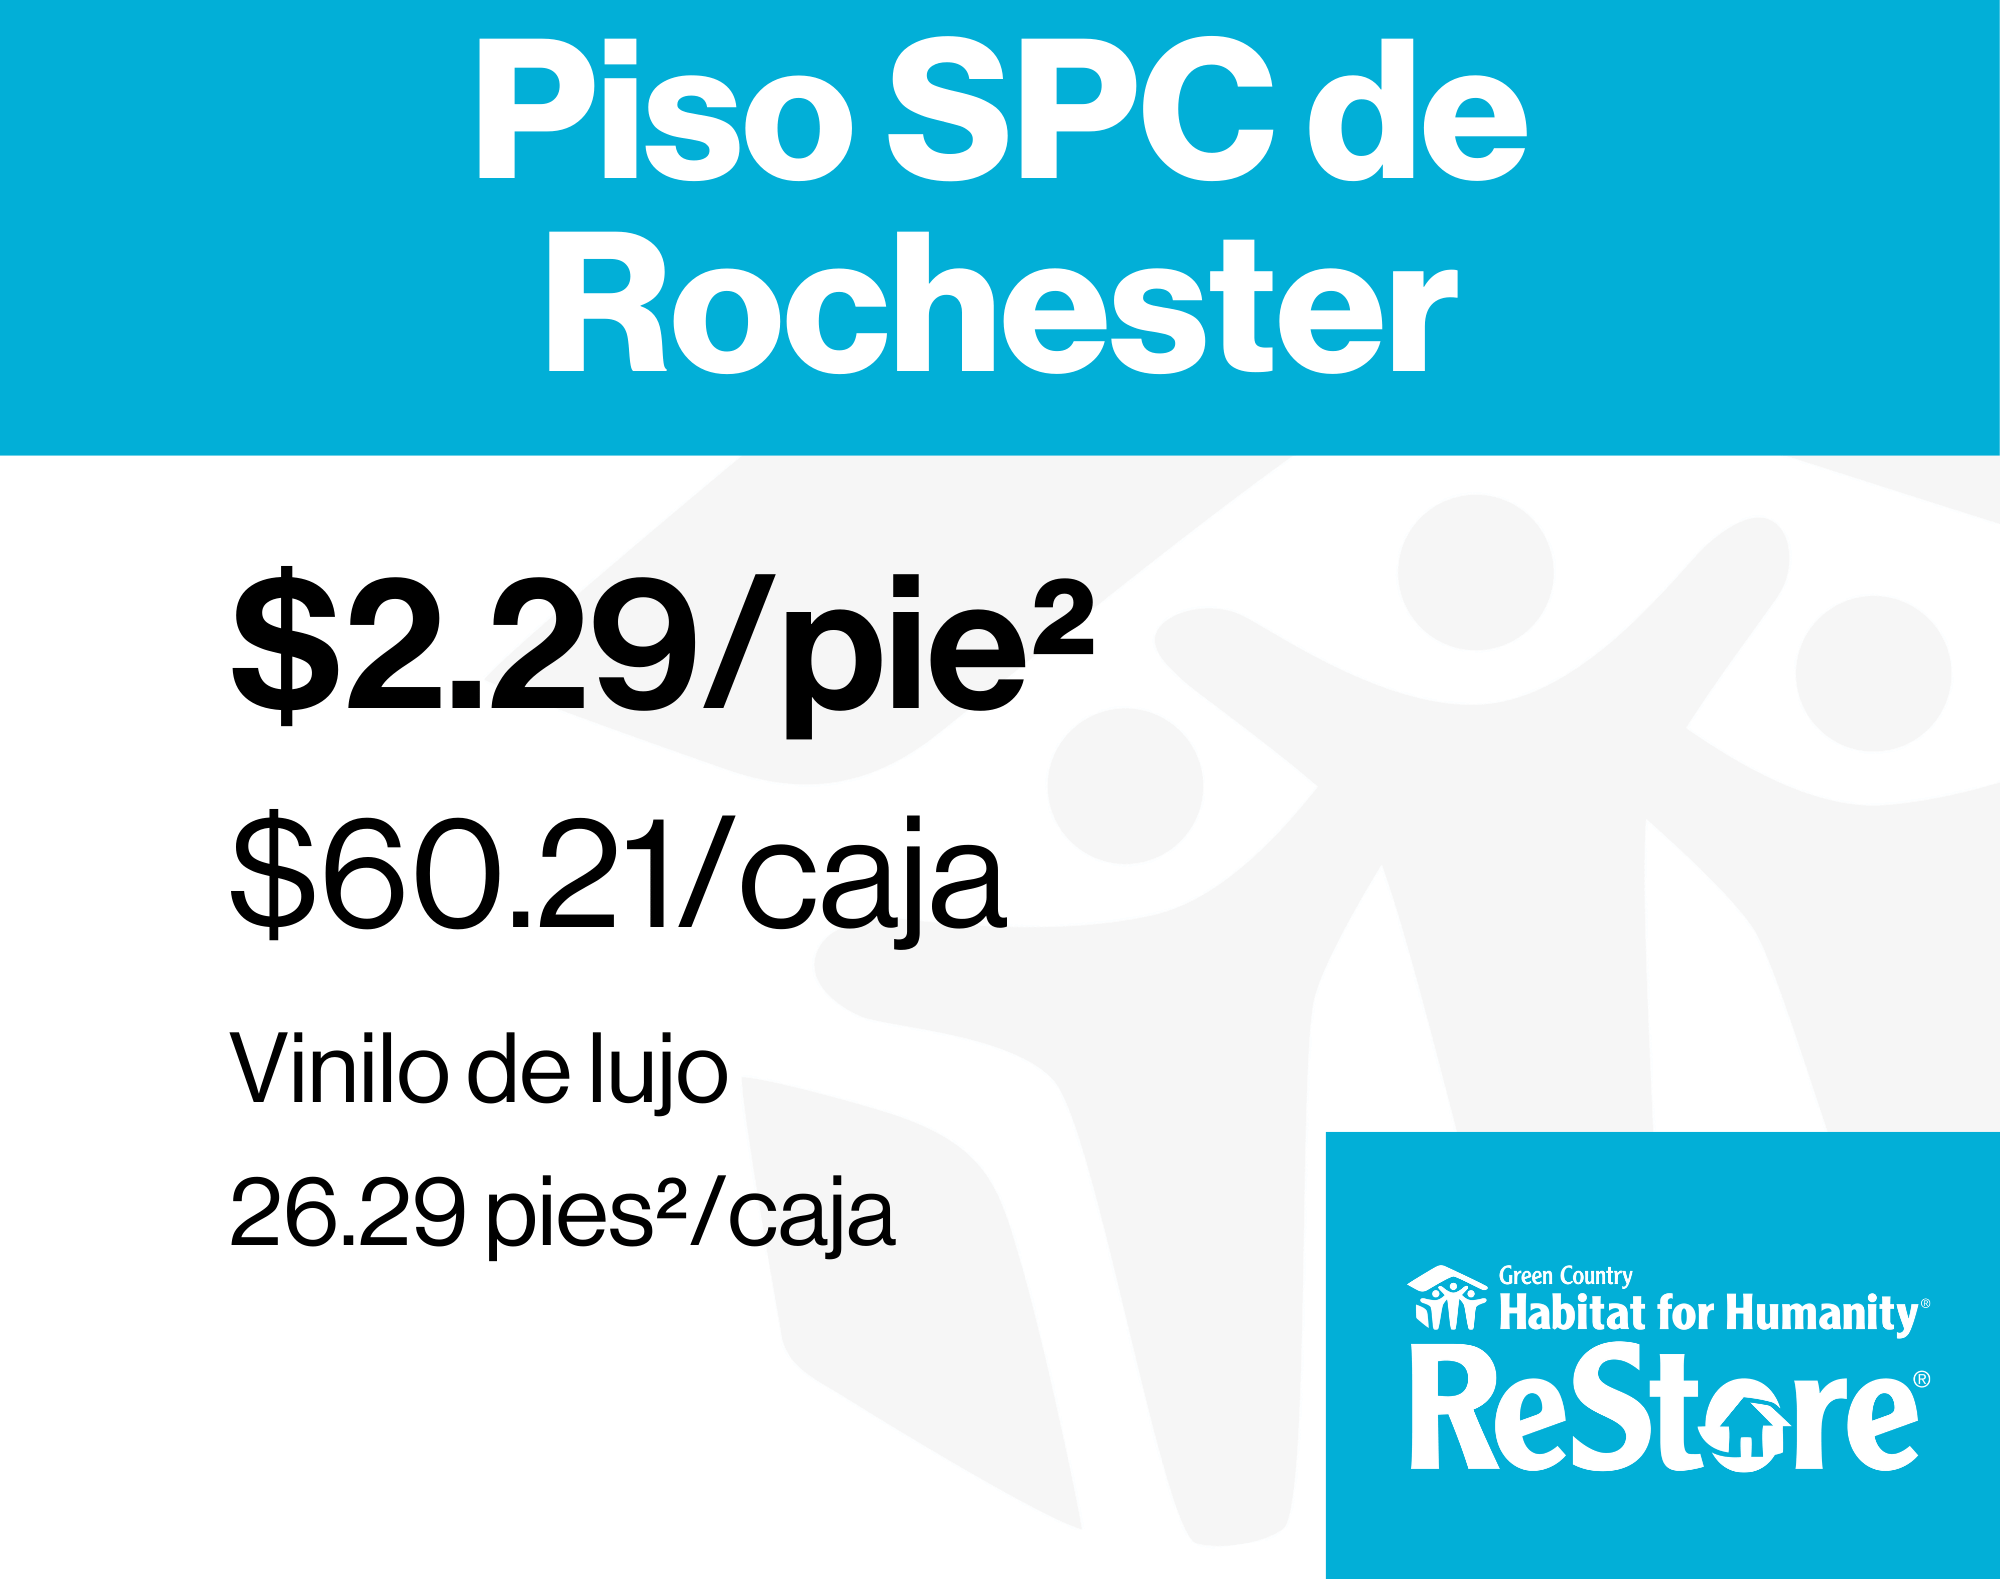 Piso SPC de
Rochester
$2.29/pie²
$60.21/caja
Vinilo de lujo
26.29 pies²/caja
Green Country
Habitat for Humanity®
ReStore®